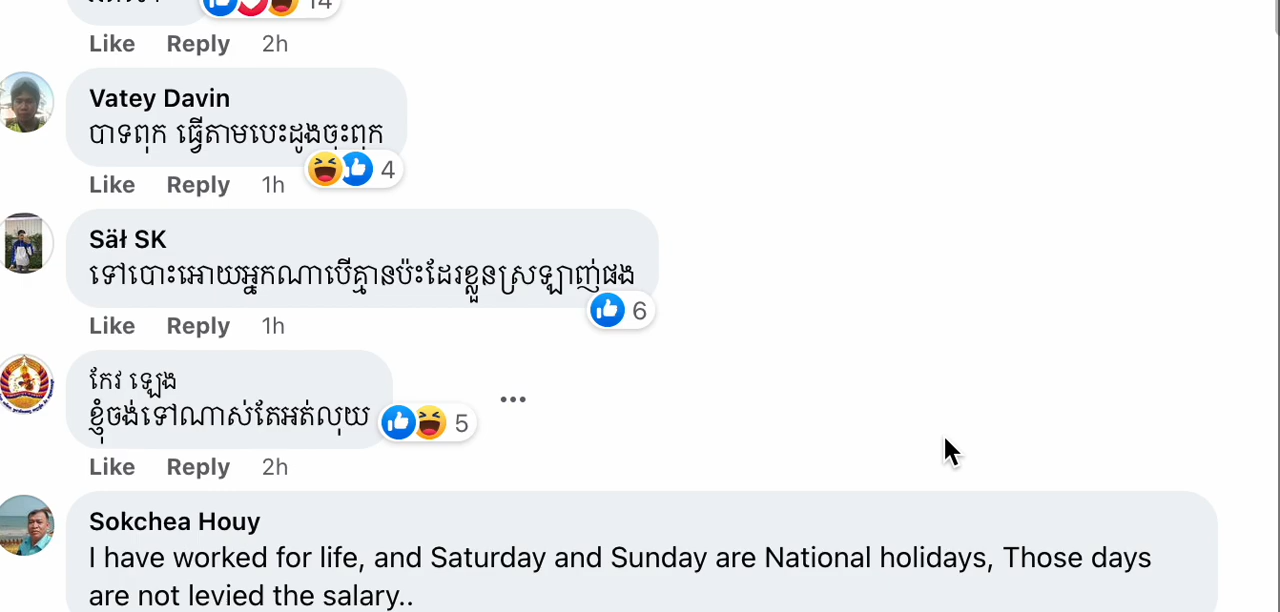 14
Like Reply 2h
Vatey Davin
បាទពុក ធ្វើតាមបេះដូងចុះពុក
4
Like Reply 1h
Säł SK
ទៅបោះអោយអ្នកណាបើគ្មានប៉ះដែរខ្លួនស្រឡាញ់ផង
6
Like Reply 1h
កែវ ឡេង
ខ្ញុំចង់ទៅណាស់តែអត់លុយ
5
Like Reply 2h
Sokchea Houy
I have worked for life, and Saturday and Sunday are National holidays, Those days
are not levied the salary..